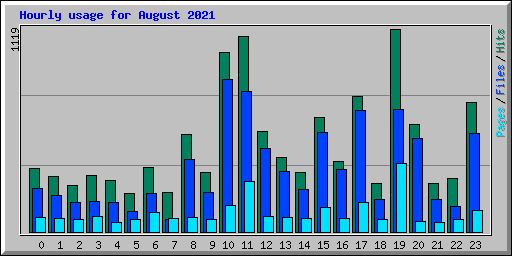 Hourly usage for August 2021
1119
Pages/Files/Hits
0 1 2 3 4 5 6 7 8 9 10 11 12 13 14 15 16 17 18 19 20 21 22 23